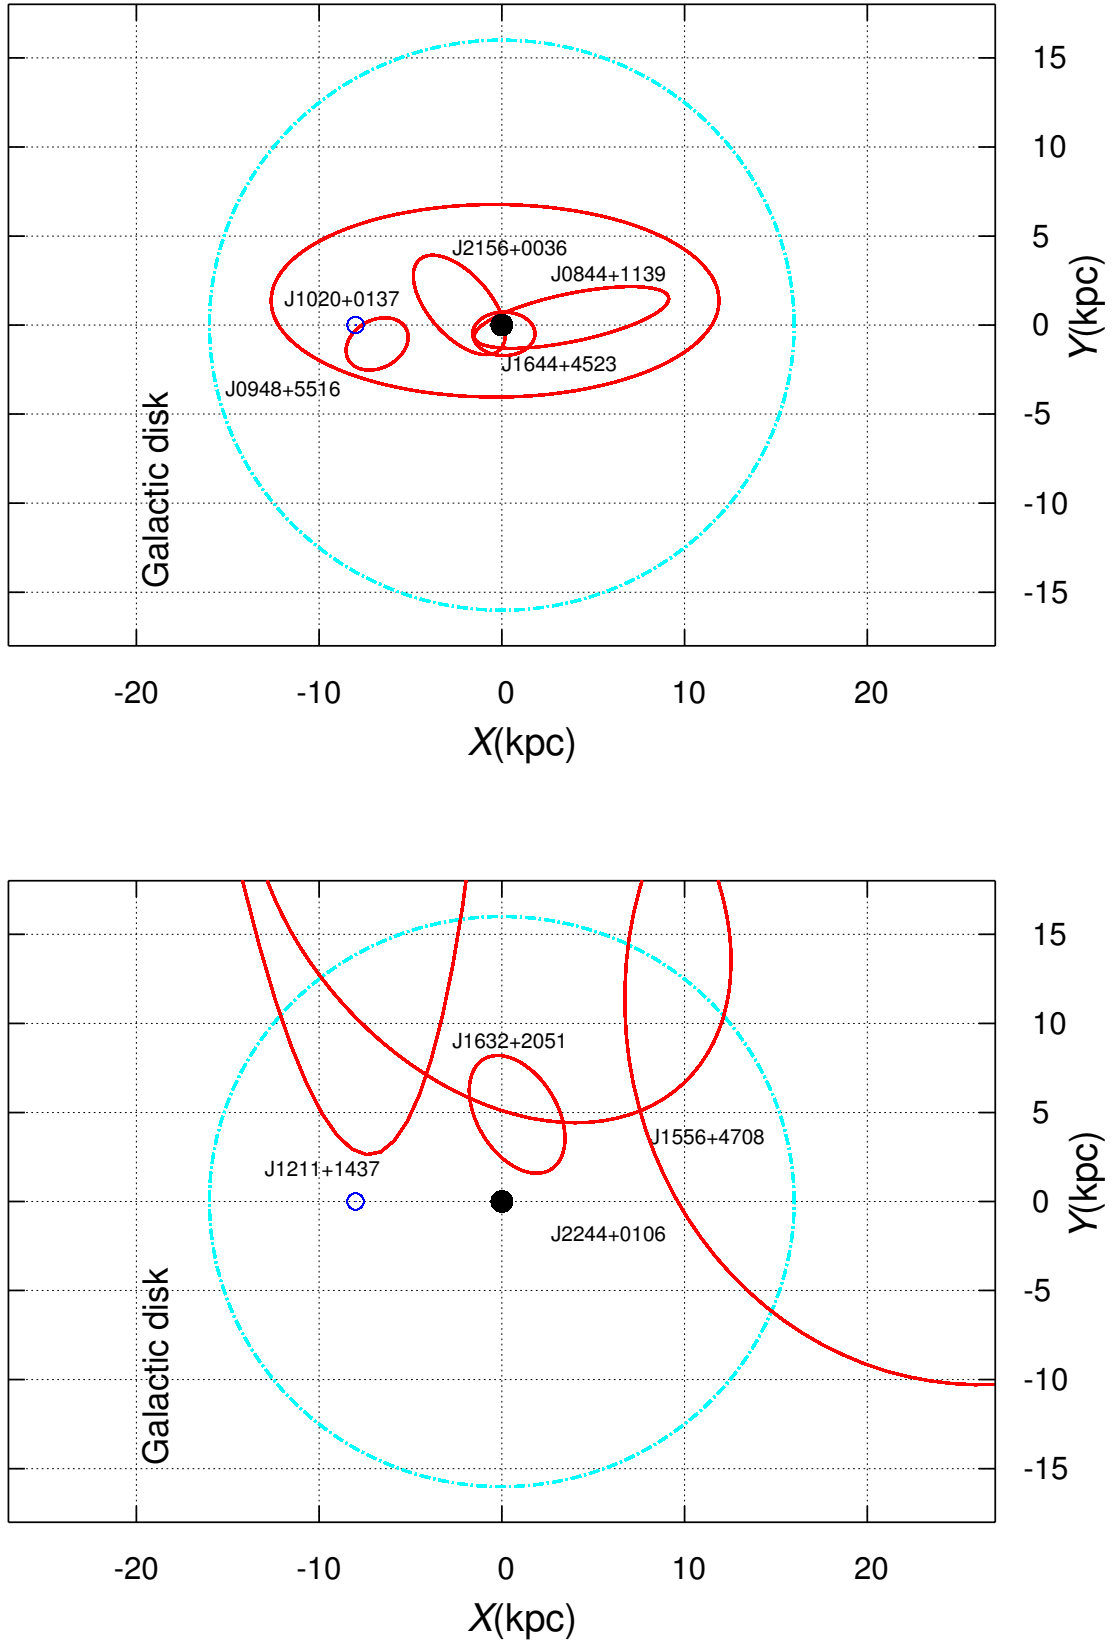 15
10
J2156+0036
5
J0844+1139
J1020+0137
0
Y(kpc)
J1644+4523
J0948+5516
-5
Galactic disk
-10
-15
-20 -10 0 10 20
X(kpc)
15
J1632+2051
10
5
J1556+4708
J1211+1437
0
Y(kpc)
J2244+0106
-5
Galactic disk
-10
-15
-20 -10 0 10 20
X(kpc)